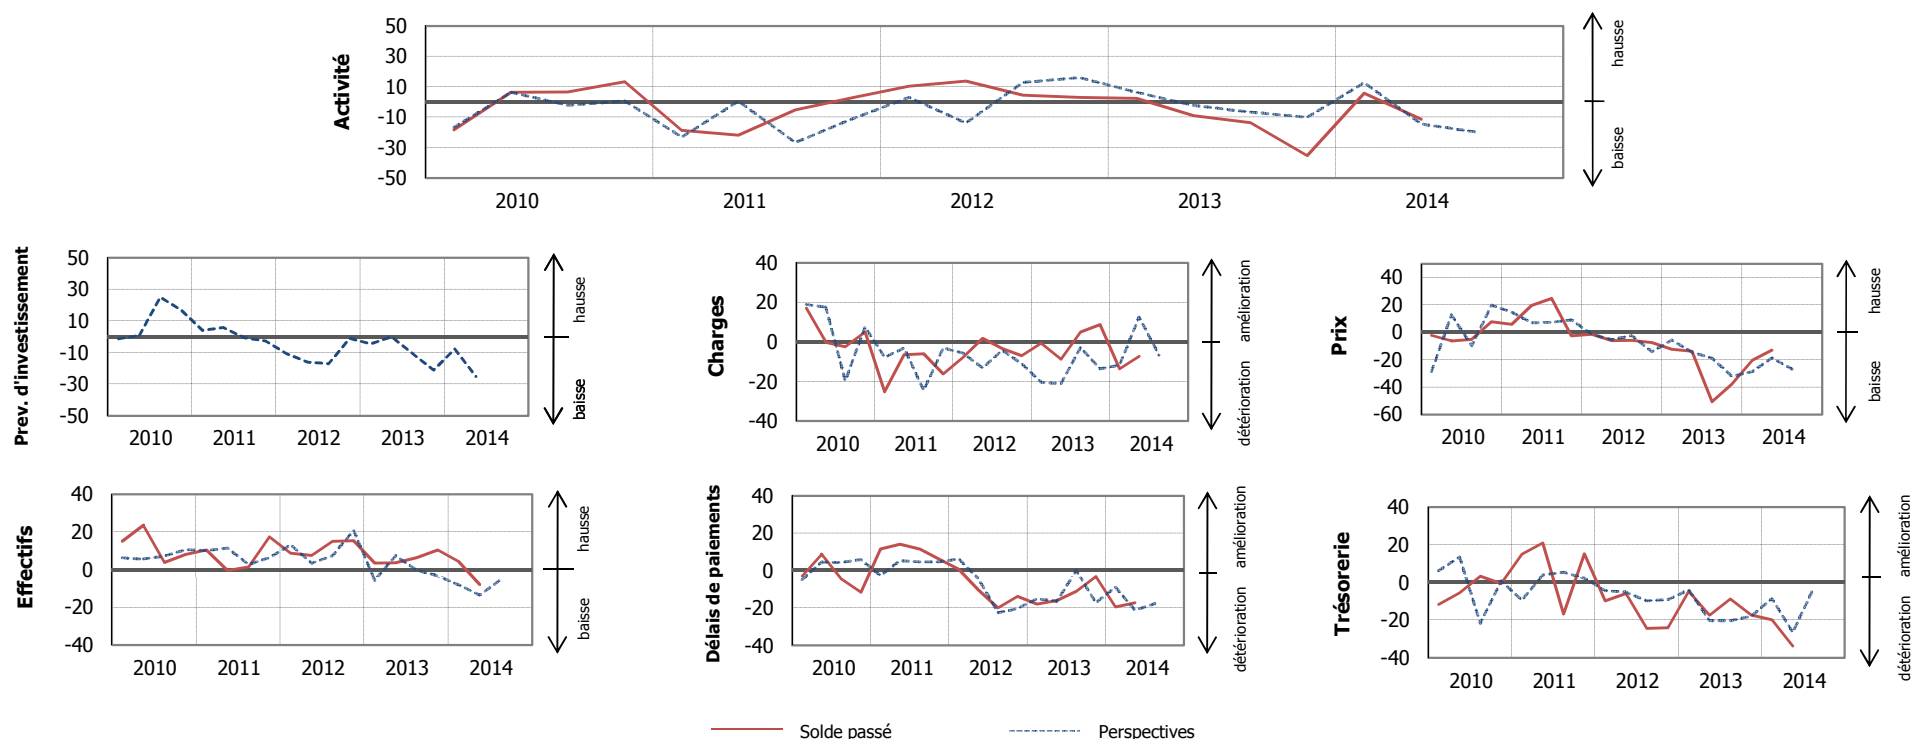 Activité
50
30
10
-10
-30
-50
2010 2011 2012 2013 2014
hausse
baisse
Prev. d'investissement
50
30
10
-10
-30
-50
2010 2011 2012 2013 2014
hausse
baisse
Charges
40
20
0
-20
-40
2010 2011 2012 2013 2014
amélioration
détérioration
Prix
40
20
0
-20
-40
-60
2010 2011 2012 2013 2014
hausse
baisse
Effectifs
40
20
0
-20
-40
2010 2011 2012 2013 2014
hausse
baisse
Délais de paiements
40
20
0
-20
-40
2010 2011 2012 2013 2014
amélioration
détérioration
Trésorerie
40
20
0
-20
-40
2010 2011 2012 2013 2014
amélioration
détérioration
Solde passé Perspectives